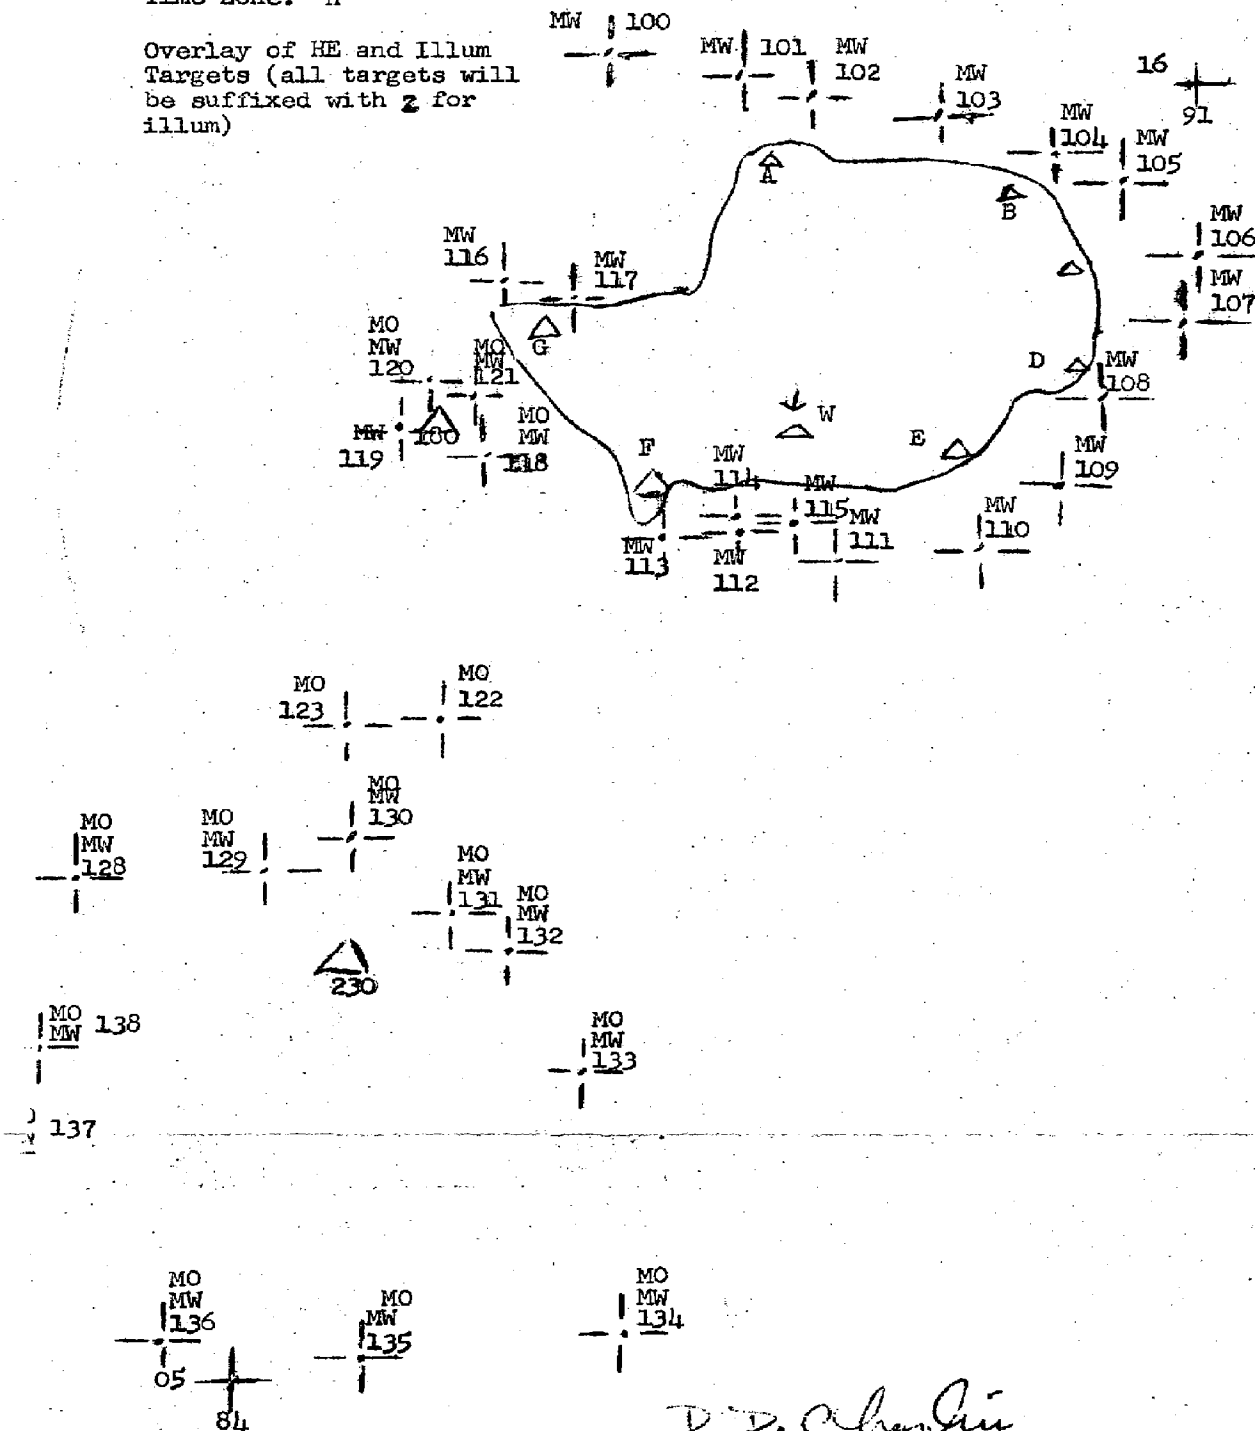 Overlay of HE and Illum
Targets (all targets will
be suffixed with Z for
illum)
MW 100
MW 101
MW
102
MW
103
16
91
MW
104
MW
105
A
B
MW
106
MW
107
MW
116
MW
117
G
MO
MW
120
MO
MW
121
D
MW
108
W
MW
119
180
MO
MW
118
F
E
MW
109
MW
114
MW
115
MW
111
MW
110
MW
113
MW
112
MO
123
MO
122
MO
MW
130
MO
MW
128
MO
MW
129
MO
MW
131
MO
MW
132
230
MO
MW 138
MO
MW
133
137
MO
MW
136
MO
MW
135
MO
MW
134
05
84